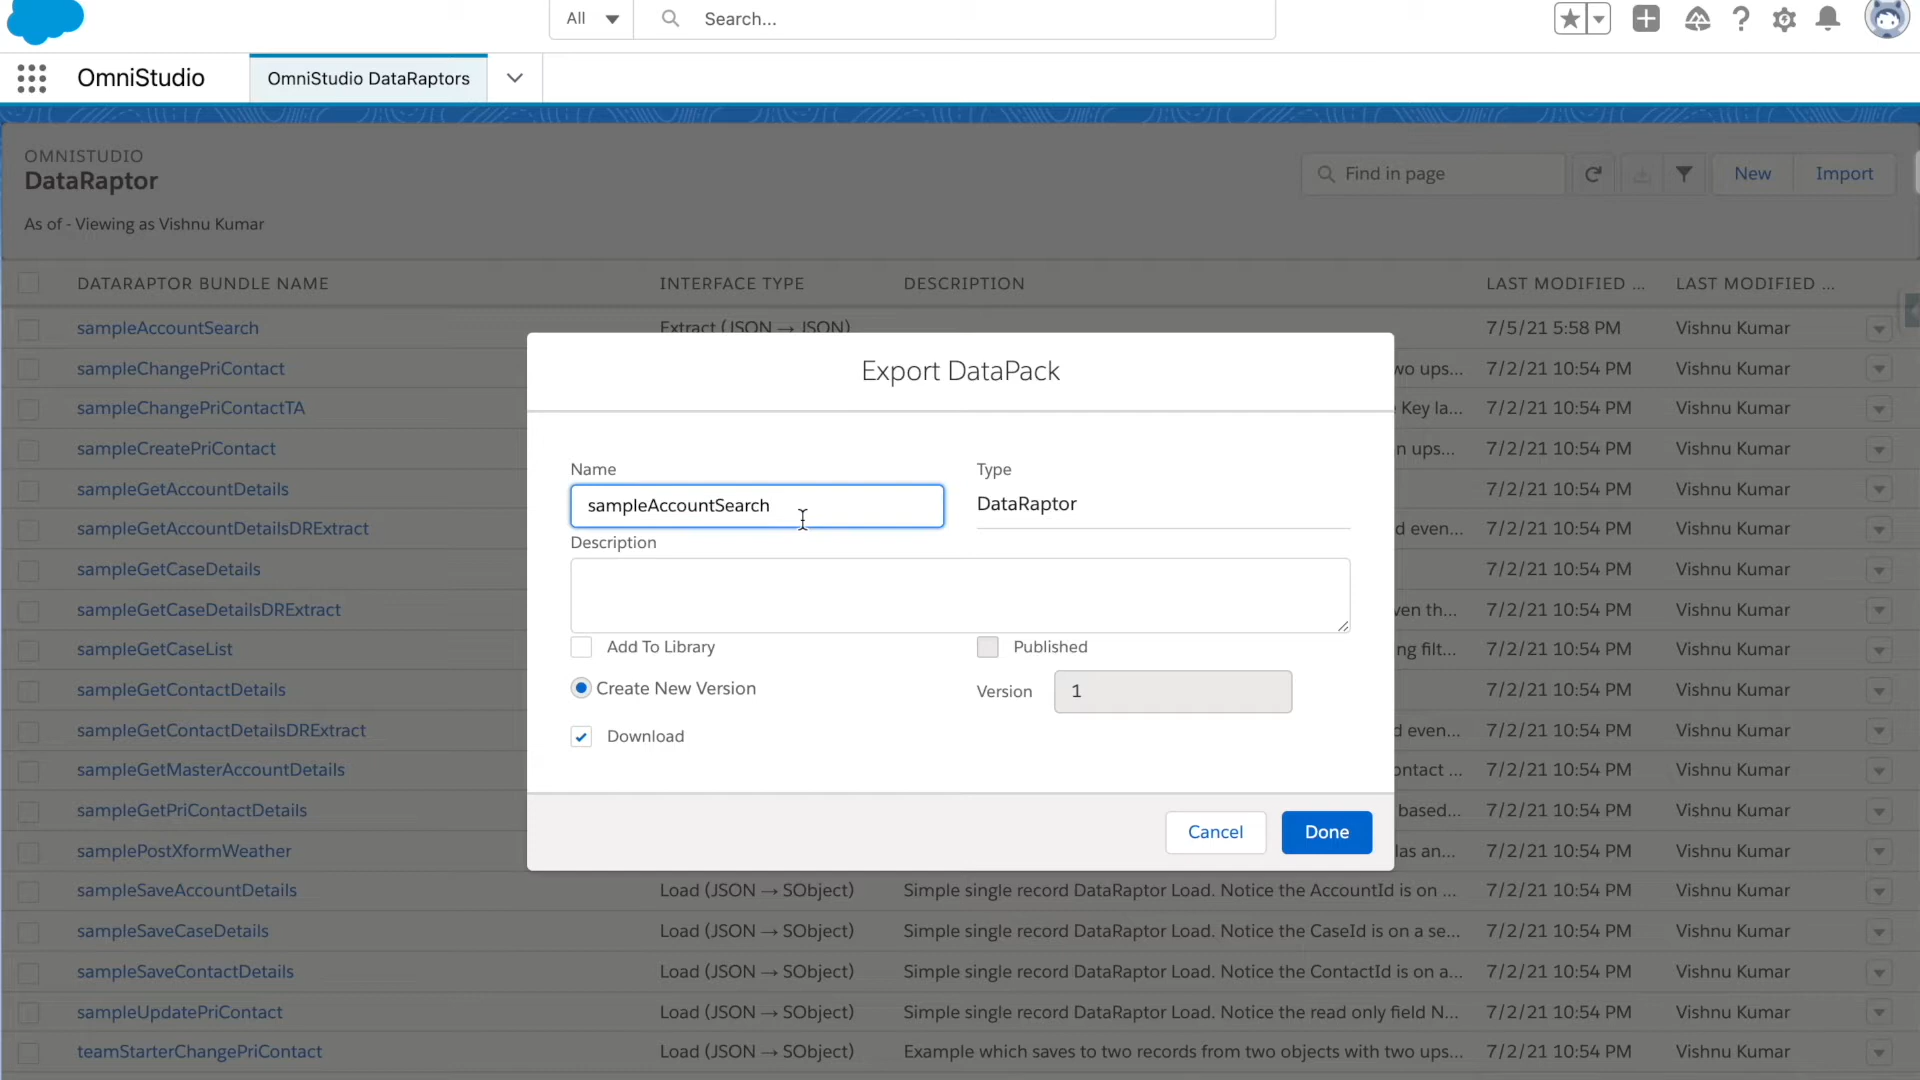 All
Search...
OmniStudio
OmniStudio DataRaptors
OMNISTUDIO
DataRaptor
Find in page
New
Import
As of - Viewing as Vishnu Kumar
DATARAPTOR BUNDLE NAME INTERFACE TYPE DESCRIPTION LAST MODIFIED ... LAST MODIFIED ...
sampleAccountSearch Extract (JSON → JSON) 7/5/21 5:58 PM Vishnu Kumar
sampleChangePriContact wo ups... 7/2/21 10:54 PM Vishnu Kumar
sampleChangePriContactTA Key la... 7/2/21 10:54 PM Vishnu Kumar
sampleCreatePriContact n ups... 7/2/21 10:54 PM Vishnu Kumar
sampleGetAccountDetails 7/2/21 10:54 PM Vishnu Kumar
sampleGetAccountDetailsDRExtract d even... 7/2/21 10:54 PM Vishnu Kumar
sampleGetCaseDetails 7/2/21 10:54 PM Vishnu Kumar
sampleGetCaseDetailsDRExtract ven th... 7/2/21 10:54 PM Vishnu Kumar
sampleGetCaseList ng filt... 7/2/21 10:54 PM Vishnu Kumar
sampleGetContactDetails 7/2/21 10:54 PM Vishnu Kumar
sampleGetContactDetailsDRExtract d even... 7/2/21 10:54 PM Vishnu Kumar
sampleGetMasterAccountDetails ontact ... 7/2/21 10:54 PM Vishnu Kumar
sampleGetPriContactDetails based... 7/2/21 10:54 PM Vishnu Kumar
samplePostXformWeather las an... 7/2/21 10:54 PM Vishnu Kumar
sampleSaveAccountDetails Load (JSON → SObject) Simple single record DataRaptor Load. Notice the AccountId is on ... 7/2/21 10:54 PM Vishnu Kumar
sampleSaveCaseDetails Load (JSON → SObject) Simple single record DataRaptor Load. Notice the CaseId is on a se... 7/2/21 10:54 PM Vishnu Kumar
sampleSaveContactDetails Load (JSON → SObject) Simple single record DataRaptor Load. Notice the ContactId is on a... 7/2/21 10:54 PM Vishnu Kumar
sampleUpdatePriContact Load (JSON → SObject) Simple single record DataRaptor Load. Notice the read only field N... 7/2/21 10:54 PM Vishnu Kumar
teamStarterChangePriContact Load (JSON → SObject) Example which saves to two records from two objects with two ups... 7/2/21 10:54 PM Vishnu Kumar
Export DataPack
Name Type
sampleAccountSearch DataRaptor
Description
Add To Library Published
Create New Version Version 1
Download
Cancel Done